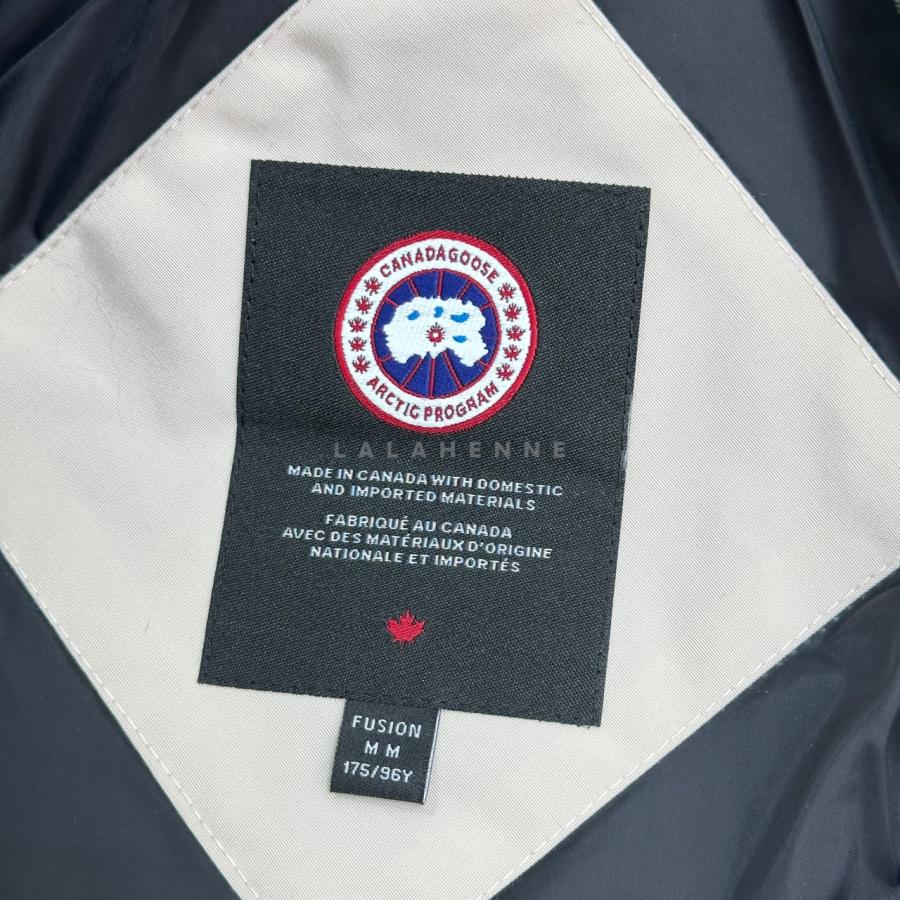 CANADA GOOSE
ARCTIC PROGRAM
LALAHENNE
MADE IN CANADA WITH DOMESTIC
AND IMPORTED MATERIALS
FABRIQUÉ AU CANADA
AVEC DES MATÉRIAUX D'ORIGINE
NATIONALE ET IMPORTÉS
FUSION
M M
175/96Y